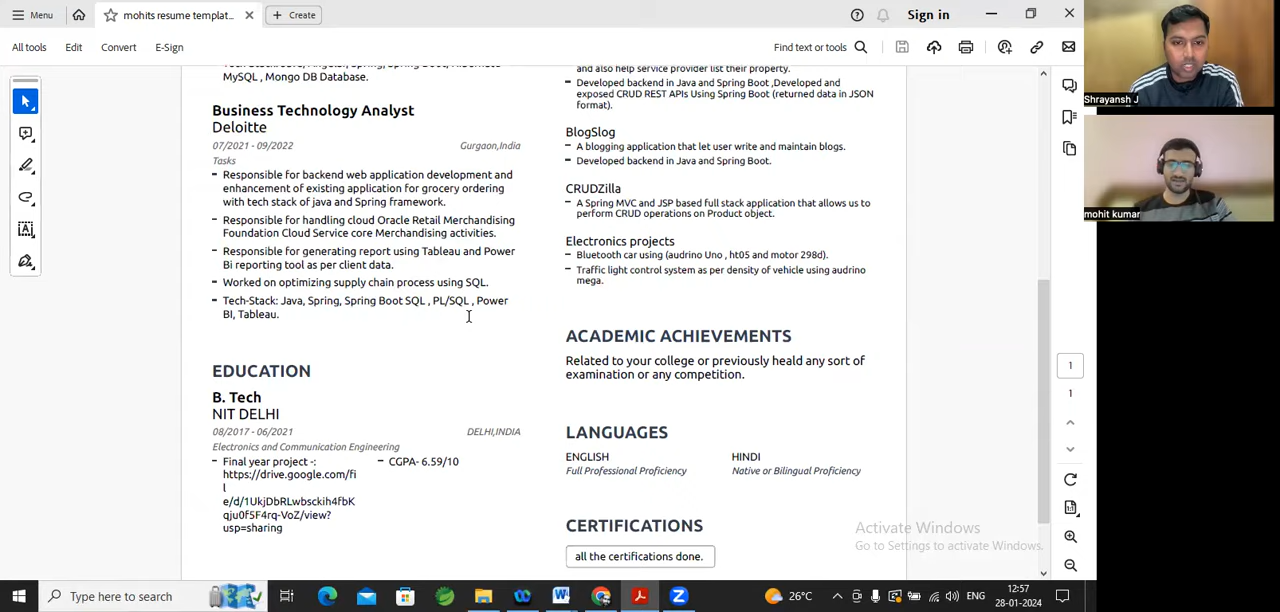 Menu
mohits resume templat...
Create
Sign in
All tools
Edit
Convert
E-Sign
Find text or tools
MySQL , Mongo DB Database.
Business Technology Analyst
Deloitte
07/2021 - 09/2022
Gurgaon,India
Tasks
Responsible for backend web application development and
enhancement of existing application for grocery ordering
with tech stack of java and Spring framework.
Responsible for handling cloud Oracle Retail Merchandising
Foundation Cloud Service core Merchandising activities.
Responsible for generating report using Tableau and Power
Bi reporting tool as per client data.
Worked on optimizing supply chain process using SQL.
Tech-Stack: Java, Spring, Spring Boot SQL , PL/SQL , Power
BI, Tableau.
EDUCATION
B. Tech
NIT DELHI
08/2017 - 06/2021
DELHI,INDIA
Electronics and Communication Engineering
Final year project -:
https://drive.google.com/fi
l
e/d/1UkjDbRLwbsckih4fbK
qju0f5F4rq-VoZ/view?
usp=sharing
CGPA- 6.59/10
and also help service provider list their property.
Developed backend in Java and Spring Boot ,Developed and
exposed CRUD REST APIs Using Spring Boot (returned data in JSON
format).
BlogSlog
A blogging application that let user write and maintain blogs.
Developed backend in Java and Spring Boot.
CRUDZilla
A Spring MVC and JSP based full stack application that allows us to
perform CRUD operations on Product object.
Electronics projects
Bluetooth car using (audrino Uno , ht05 and motor 298d).
Traffic light control system as per density of vehicle using audrino
mega.
ACADEMIC ACHIEVEMENTS
Related to your college or previously heald any sort of
examination or any competition.
LANGUAGES
ENGLISH
Full Professional Proficiency
HINDI
Native or Bilingual Proficiency
CERTIFICATIONS
all the certifications done.
1
1
Activate Windows
Go to Settings to activate Windows.
Shrayansh J
mohit kumar
Type here to search
26°C
ENG
12:57
28-01-2024